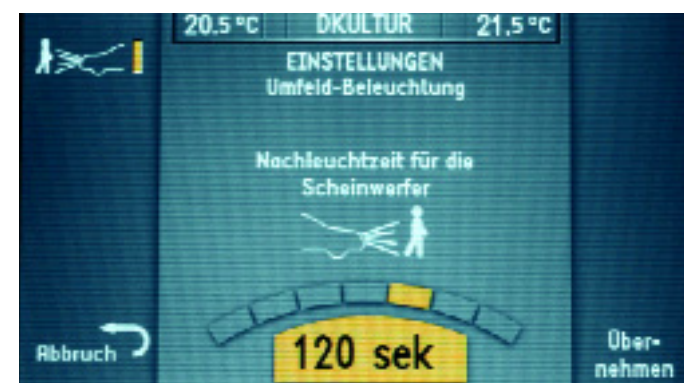 20.5 °C DKULTUR 21,5 °C
EINSTELLUNGEN
Umfeld-Beleuchtung
Nachleuchtzeit für die
Scheinwerfer
120 sek
Abbruch
Über-
nehmen